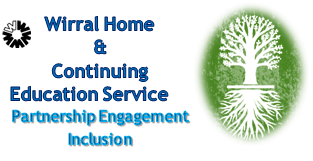 Wirral Home
&
Continuing
Education Service
Partnership Engagement
Inclusion